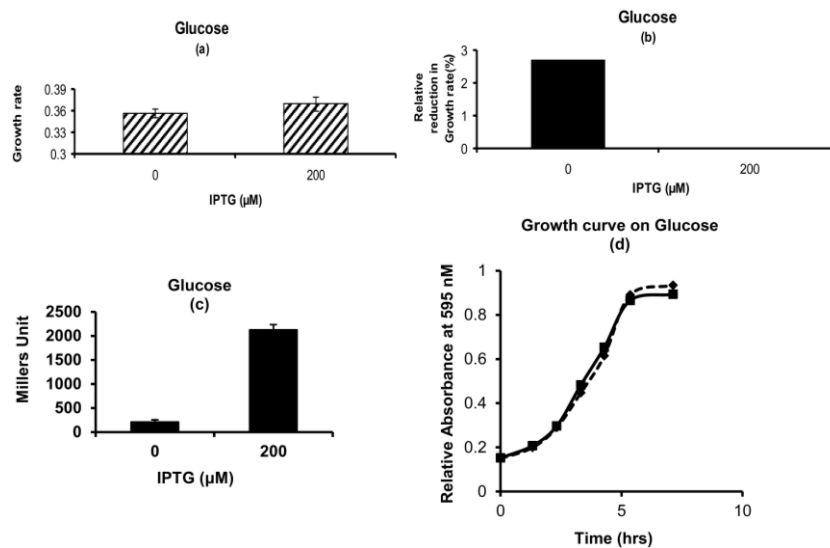 Glucose
(a)
Growth rate
0.39
0.36
0.33
0.3
0
200
IPTG (µM)
Glucose
(b)
Relative
reduction in
Growth rate(%)
3
2
1
0
0
200
IPTG (µM)
Glucose
(c)
Millers Unit
2500
2000
1500
1000
500
0
0
200
IPTG (µM)
Growth curve on Glucose
(d)
Relative Absorbance at 595 nM
1
0.8
0.6
0.4
0.2
0
0
5
10
Time (hrs)